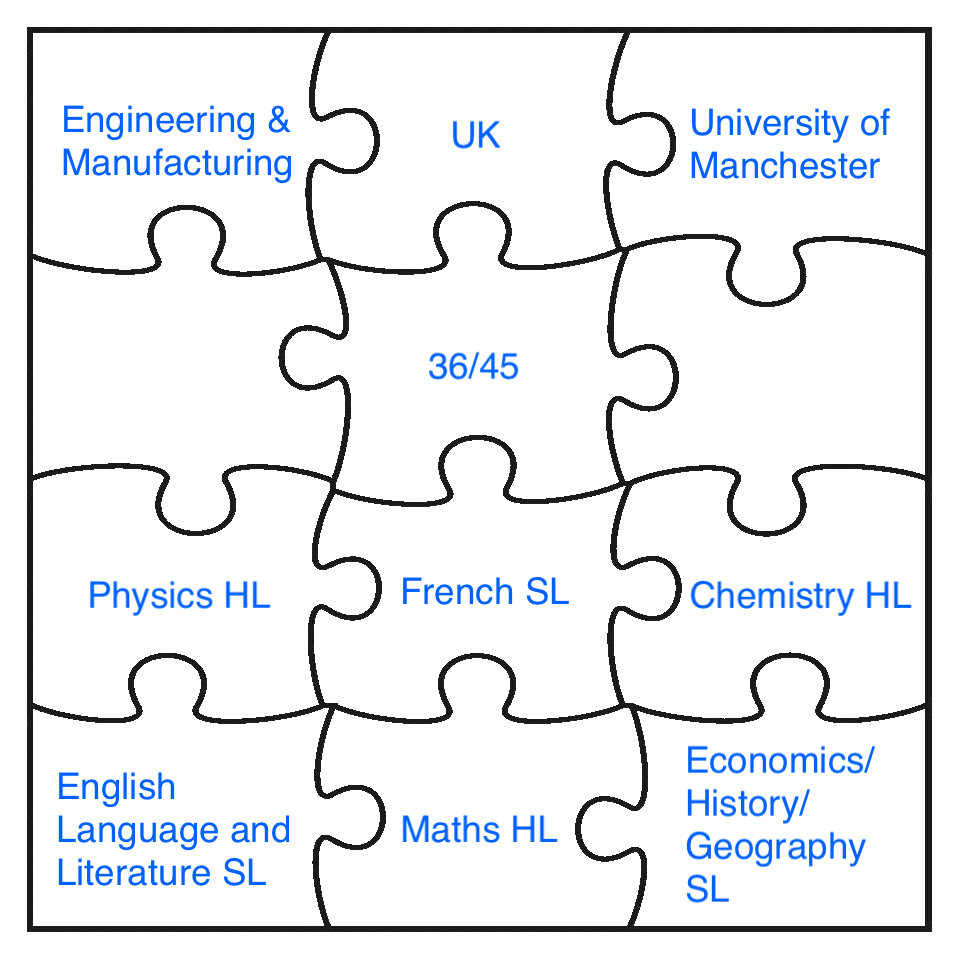 Engineering &
Manufacturing
UK
University of
Manchester
36/45
Physics HL
French SL
Chemistry HL
English
Language and
Literature SL
Maths HL
Economics/
History/
Geography
SL